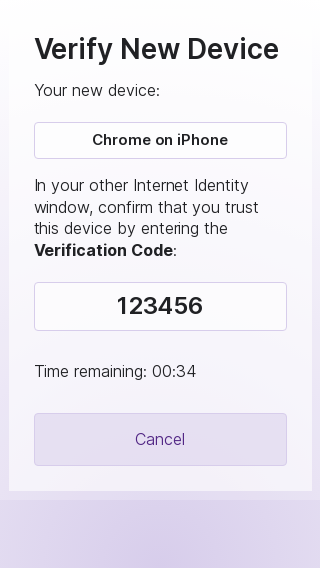 Verify New Device
Your new device:
Chrome on iPhone
In your other Internet Identity
window, confirm that you trust
this device by entering the
Verification Code:
123456
Time remaining: 00:34
Cancel